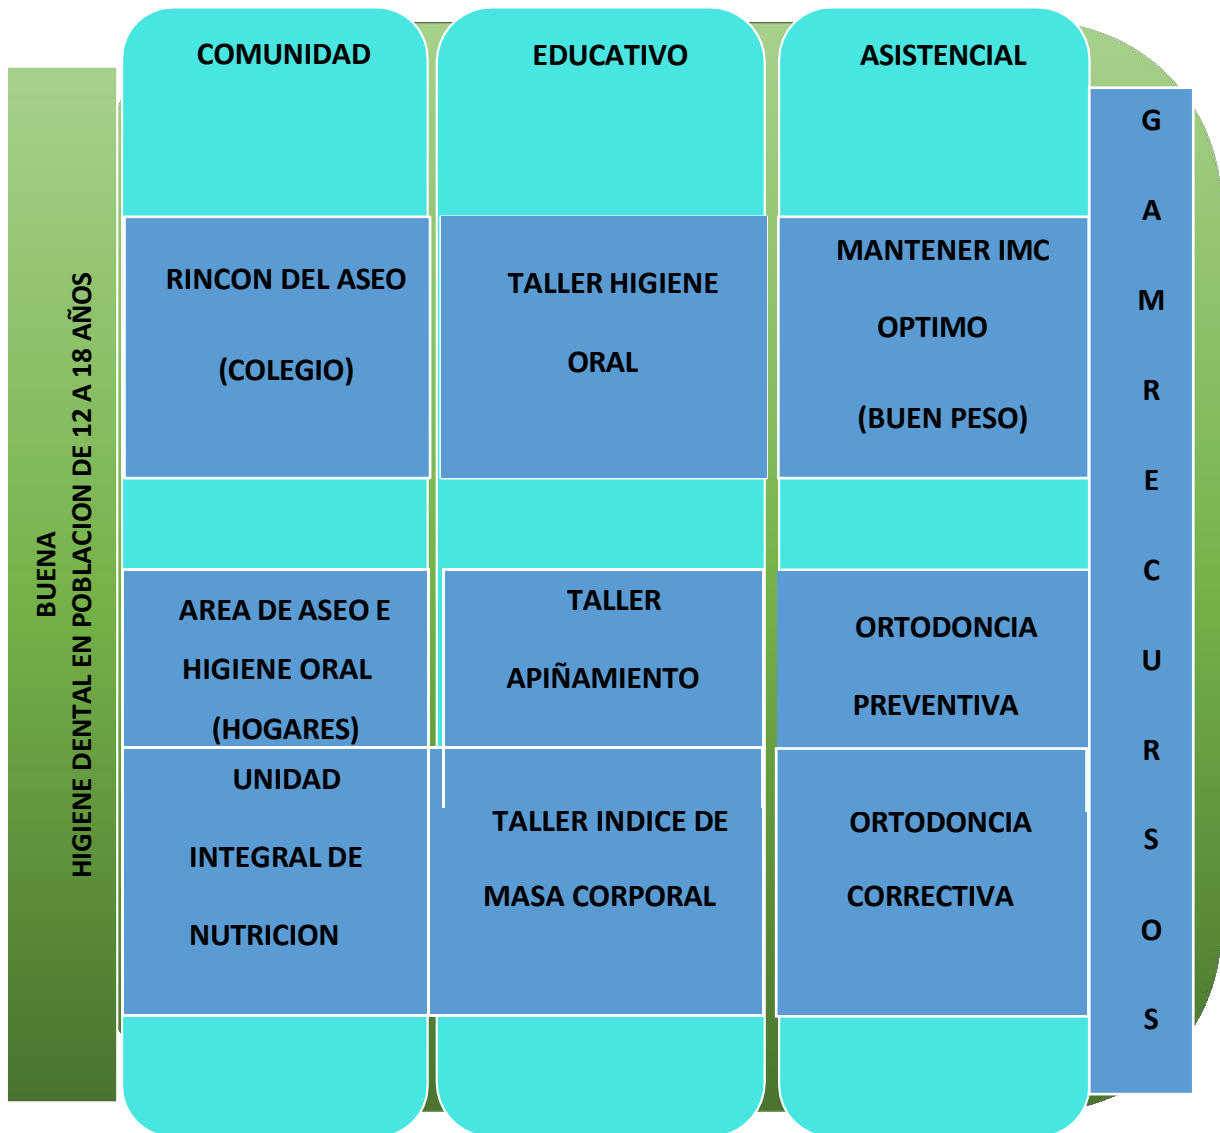 BUENA
HIGIENE DENTAL EN POBLACION DE 12 A 18 AÑOS
COMUNIDAD
RINCON DEL ASEO
(COLEGIO)
AREA DE ASEO E
HIGIENE ORAL
(HOGARES)
UNIDAD
INTEGRAL DE
NUTRICION
EDUCATIVO
TALLER HIGIENE
ORAL
TALLER
APIÑAMIENTO
TALLER INDICE DE
MASA CORPORAL
ASISTENCIAL
MANTENER IMC
OPTIMO
(BUEN PESO)
ORTODONCIA
PREVENTIVA
ORTODONCIA
CORRECTIVA
G
A
M
R
E
C
U
R
S
O
S